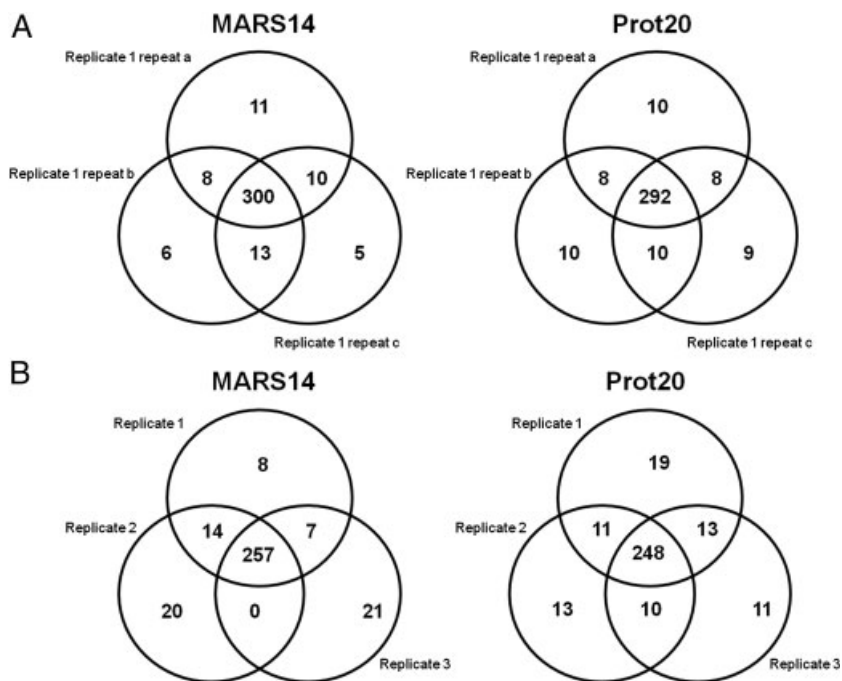 A
MARS14
Prot20
Replicate 1 repeat a
Replicate 1 repeat a
11
10
Replicate 1 repeat b
Replicate 1 repeat b
8
10
8
8
300
292
6
13
5
10
10
9
Replicate 1 repeat c
Replicate 1 repeat c
B
MARS14
Prot20
Replicate 1
Replicate 1
8
19
Replicate 2
Replicate 2
14
7
11
13
257
248
20
0
21
13
10
11
Replicate 3
Replicate 3